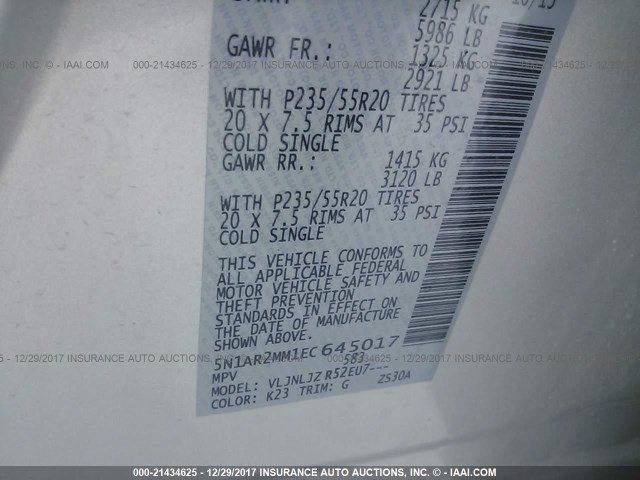 2715 KG
5986 LB
GAWR FR.: 1325 KG
2921 LB
WITH P235/55R20 TIRES
20 X 7.5 RIMS AT 35 PSI
COLD SINGLE
GAWR RR.: 1415 KG
3120 LB
WITH P235/55R20 TIRES
20 X 7.5 RIMS AT 35 PSI
COLD SINGLE
THIS VEHICLE CONFORMS TO
ALL APPLICABLE FEDERAL
MOTOR VEHICLE SAFETY AND
THEFT PREVENTION
STANDARDS IN EFFECT ON
THE DATE OF MANUFACTURE
SHOWN ABOVE.
5N1AR2MM1EC645017
MPV 583
MODEL: VLJNLJZ R52EU7---
COLOR: K23 TRIM: G ZS30A
000-21434625 - 12/29/2017 INSURANCE AUTO AUCTIONS, INC. - © - IAAI.COM